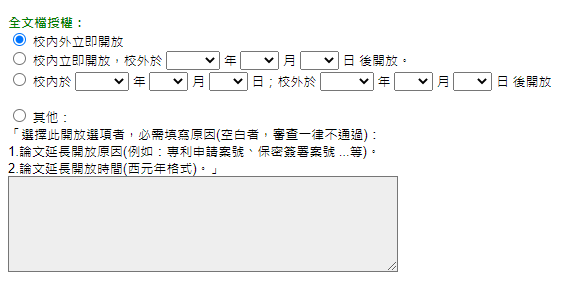 全文檔授權：
校內外立即開放
校內立即開放，校外於 年 月 日 後開放。
校內於 年 月 日；校外於 年 月 日 後開放
其他：
「選擇此開放選項者，必需填寫原因(空白者，審查一律不通過)：
1.論文延長開放原因(例如：專利申請案號、保密簽署案號 ...等)。
2.論文延長開放時間(西元年格式)。」